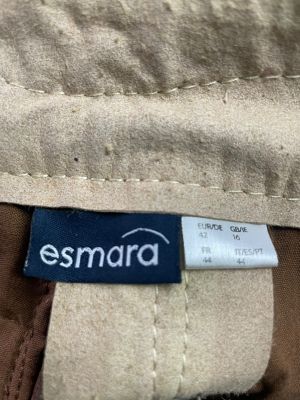 esmara
EUR/DE GB/IE
42 16
FR IT/ES/PT
44 44